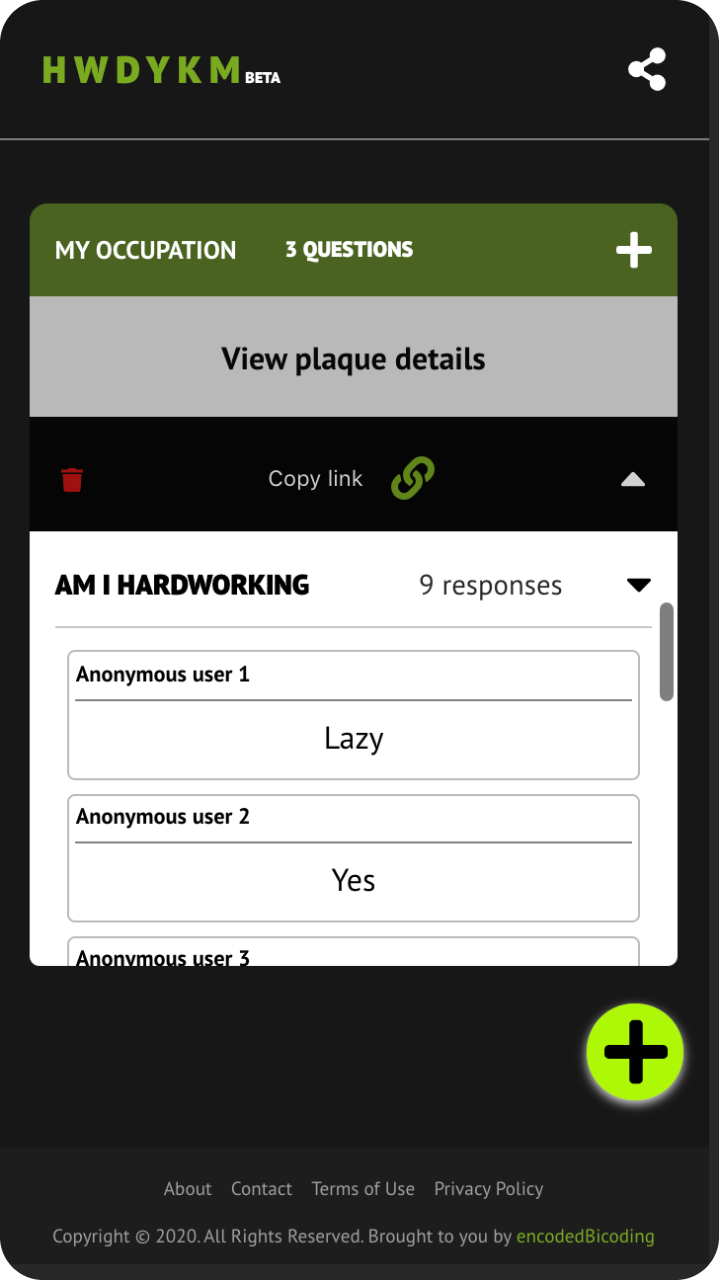 HWDYKM BETA
MY OCCUPATION 3 QUESTIONS
View plaque details
Copy link
AM I HARDWORKING 9 responses
Anonymous user 1
Lazy
Anonymous user 2
Yes
Anonymous user 3
About Contact Terms of Use Privacy Policy
Copyright © 2020. All Rights Reserved. Brought to you by encodedBicoding